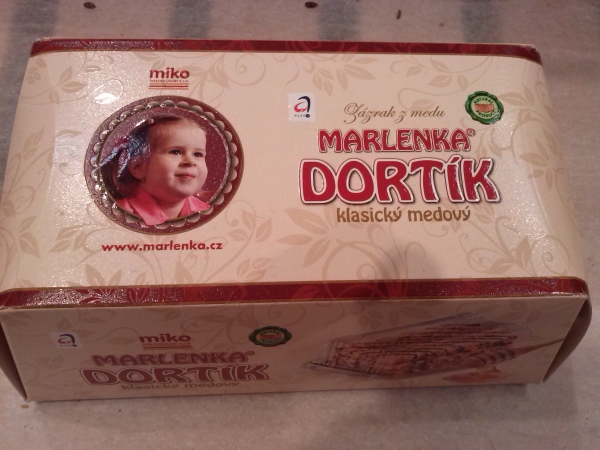 miko
Zázrak z medu
MARLENKA®
DORTÍK
klasický medový
www.marlenka.cz
miko
MARLENKA®
DORTÍK
klasický medový